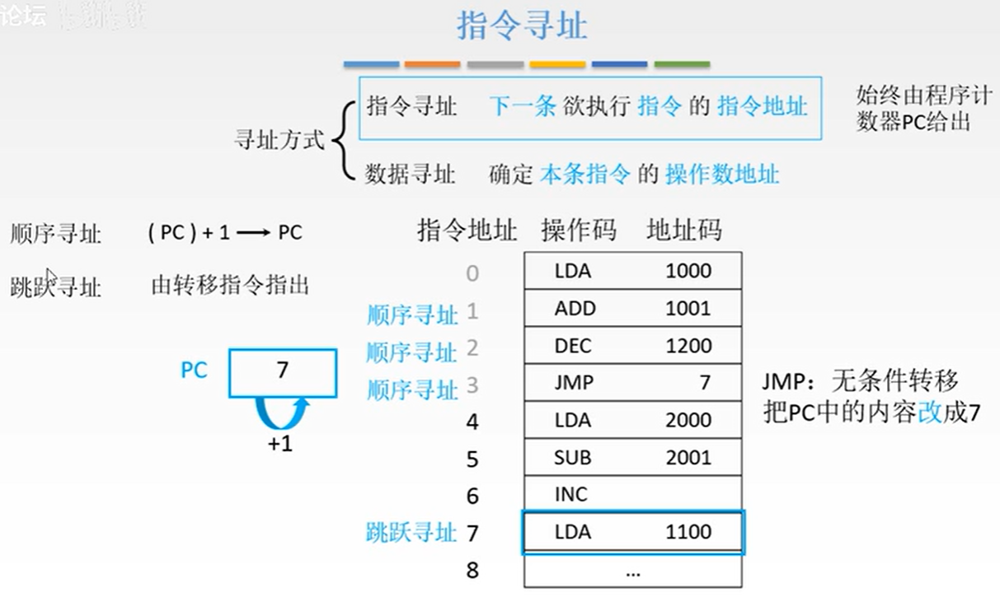 论坛
指令寻址
指令寻址 下一条 欲执行 指令 的 指令地址
始终由程序计
数器PC给出
寻址方式
数据寻址 确定 本条指令 的 操作数地址
顺序寻址 ( PC ) + 1 → PC
跳跃寻址 由转移指令指出
指令地址 操作码 地址码
0 LDA 1000
顺序寻址 1 ADD 1001
顺序寻址 2 DEC 1200
顺序寻址 3 JMP 7
4 LDA 2000
5 SUB 2001
6 INC
跳跃寻址 7 LDA 1100
8 ...
PC 7
+1
JMP：无条件转移
把PC中的内容改成7